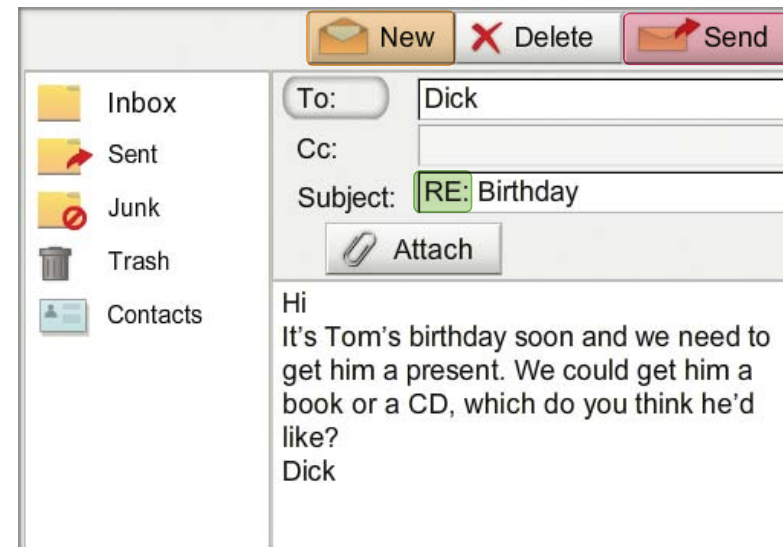 New Delete Send
Inbox
Sent
Junk
Trash
Contacts
To: Dick
Cc:
Subject: RE: Birthday
Attach
Hi
It's Tom's birthday soon and we need to
get him a present. We could get him a
book or a CD, which do you think he'd
like?
Dick